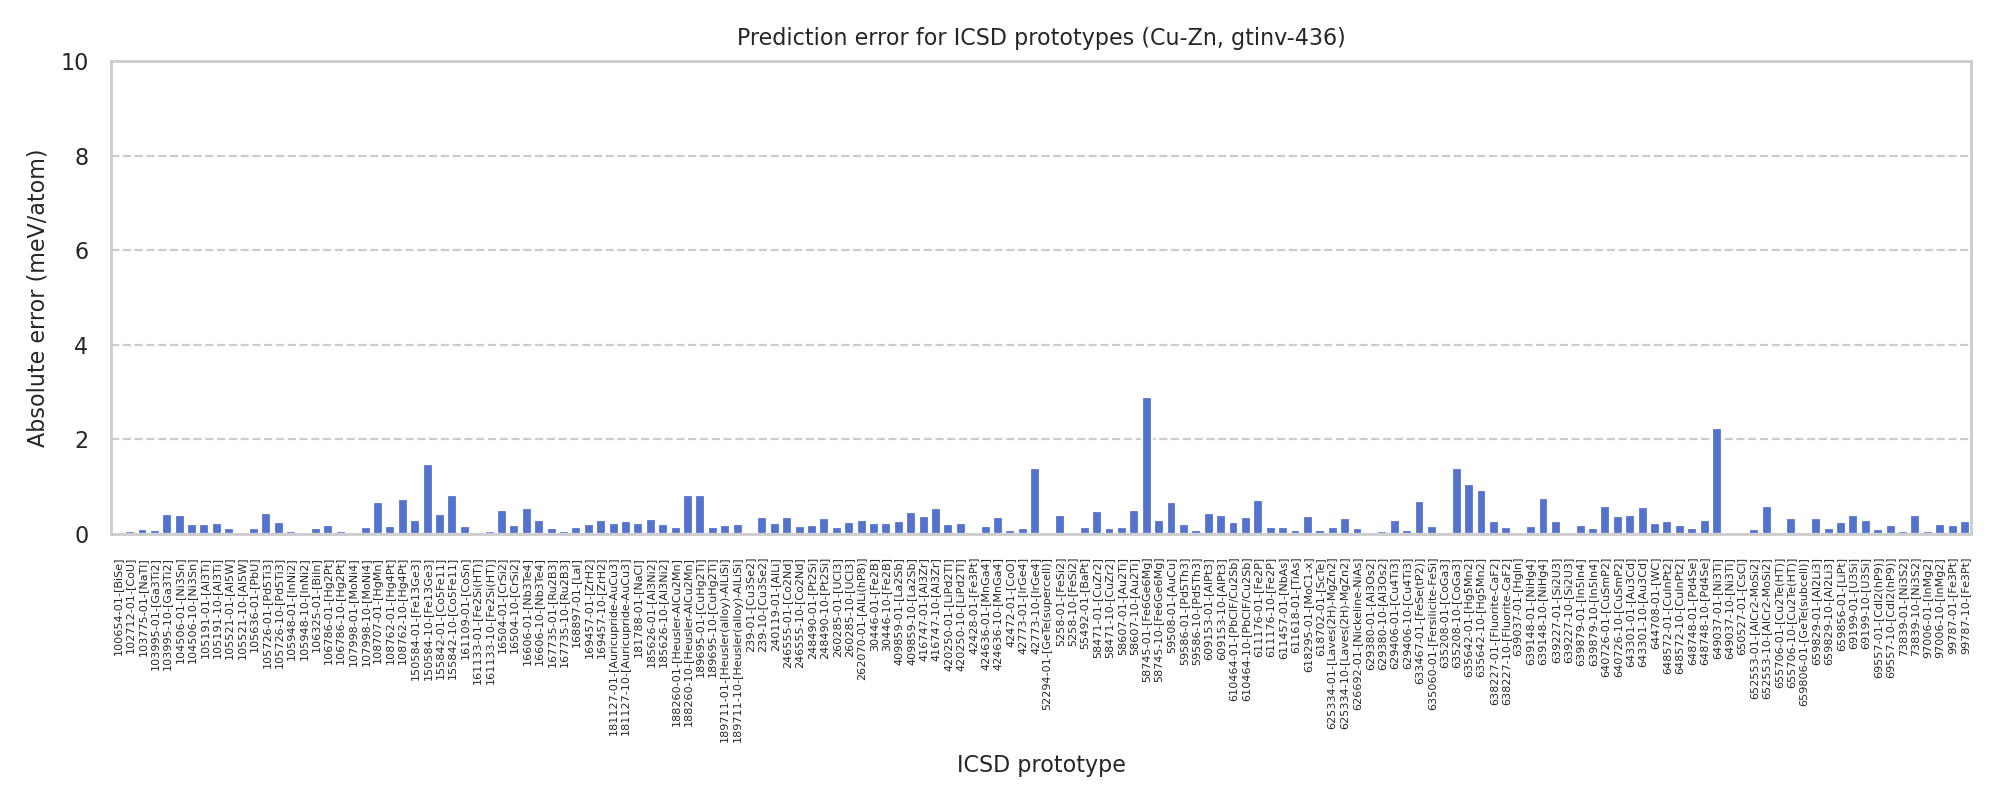 Prediction error for ICSD prototypes (Cu-Zn, gtinv-436)
Absolute error (meV/atom)
10
8
6
4
2
0
100654-01-[BiSe]
102712-01-[CoU]
103775-01-[NaTl]
103995-01-[Ga3Ti2]
103995-10-[Ga3Ti2]
104506-01-[Ni3Sn]
104506-10-[Ni3Sn]
105191-01-[Al3Ti]
105191-10-[Al3Ti]
105521-01-[Al5W]
105521-10-[Al5W]
105636-01-[PbU]
105726-01-[Pd5Ti3]
105726-10-[Pd5Ti3]
105948-01-[InNi2]
105948-10-[InNi2]
106325-01-[BiIn]
106786-01-[Hg2Pt]
106786-10-[Hg2Pt]
107998-01-[MoNi4]
107998-10-[MoNi4]
108707-01-[HgMn]
108762-01-[Hg4Pt]
108762-10-[Hg4Pt]
150584-01-[Fe13Ge3]
150584-10-[Fe13Ge3]
155842-01-[Co5Fe11]
155842-10-[Co5Fe11]
161109-01-[CoSn]
161133-01-[Fe2Si(HT)]
161133-10-[Fe2Si(HT)]
16504-01-[CrSi2]
16504-10-[CrSi2]
16606-01-[Nb3Te4]
16606-10-[Nb3Te4]
167735-01-[Ru2B3]
167735-10-[Ru2B3]
168897-01-[LaI]
169457-01-[ZrH2]
169457-10-[ZrH2]
181127-01-[Auricupride-AuCu3]
181127-10-[Auricupride-AuCu3]
181788-01-[NaCl]
185626-01-[Al3Ni2]
185626-10-[Al3Ni2]
188260-01-[Heusler-AlCu2Mn]
188260-10-[Heusler-AlCu2Mn]
189695-01-[CuHg2Ti]
189695-10-[CuHg2Ti]
189711-01-[Heusler(alloy)-AlLiSi]
189711-10-[Heusler(alloy)-AlLiSi]
239-01-[Cu3Se2]
239-10-[Cu3Se2]
240119-01-[AlLi]
246555-01-[Co2Nd]
246555-10-[Co2Nd]
248490-01-[Pt2Si]
248490-10-[Pt2Si]
260285-01-[UCl3]
260285-10-[UCl3]
262070-01-[AlLi(hP8)]
30446-01-[Fe2B]
30446-10-[Fe2B]
409859-01-[La2Sb]
409859-10-[La2Sb]
416747-01-[Al3Zr]
416747-10-[Al3Zr]
420250-01-[LiPd2Tl]
420250-10-[LiPd2Tl]
42428-01-[Fe3Pt]
424636-01-[MnGa4]
424636-10-[MnGa4]
42472-01-[CoO]
42773-01-[IrGe4]
42773-10-[IrGe4]
52294-01-[GeTe(supercell)]
5258-01-[FeSi2]
5258-10-[FeSi2]
55492-01-[BaPt]
58471-01-[CuZr2]
58471-10-[CuZr2]
58607-01-[Au2Ti]
58607-10-[Au2Ti]
58745-01-[Fe6Ge6Mg]
58745-10-[Fe6Ge6Mg]
59508-01-[AuCu]
59586-01-[Pd5Th3]
59586-10-[Pd5Th3]
609153-01-[AlPt3]
609153-10-[AlPt3]
610464-01-[PbClF/Cu2Sb]
610464-10-[PbClF/Cu2Sb]
611176-01-[Fe2P]
611176-10-[Fe2P]
611457-01-[NbAs]
611618-01-[TiAs]
618295-01-[MoC1-x]
618702-01-[ScTe]
625334-01-[Laves(2H)-MgZn2]
625334-10-[Laves(2H)-MgZn2]
626692-01-[Nickeline-NiAs]
629380-01-[Al3Os2]
629380-10-[Al3Os2]
629406-01-[Cu4Ti3]
629406-10-[Cu4Ti3]
633467-01-[FeSe(tP2)]
635060-01-[Fersilicite-FeSi]
635208-01-[CoGa3]
635208-10-[CoGa3]
635642-01-[Hg5Mn2]
635642-10-[Hg5Mn2]
638227-01-[Fluorite-CaF2]
638227-10-[Fluorite-CaF2]
639037-01-[HgIn]
639148-01-[NiHg4]
639148-10-[NiHg4]
639227-01-[Si2U3]
639227-10-[Si2U3]
639879-01-[In5In4]
639879-10-[In5In4]
640726-01-[CuSmP2]
640726-10-[CuSmP2]
643301-01-[Au3Cd]
643301-10-[Au3Cd]
644708-01-[WC]
648572-01-[CuInPt2]
648572-10-[CuInPt2]
648748-01-[Pd4Se]
648748-10-[Pd4Se]
649037-01-[Ni3Ti]
649037-10-[Ni3Ti]
650527-01-[CsCl]
652553-01-[AlCr2-MoSi2]
652553-10-[AlCr2-MoSi2]
655706-01-[Cu2Te(HT)]
655706-10-[Cu2Te(HT)]
659806-01-[GeTe(subcell)]
659829-01-[Al2Li3]
659829-10-[Al2Li3]
659856-01-[LiPt]
69199-01-[U3Si]
69199-10-[U3Si]
69557-01-[CdI2(hP9)]
69557-10-[CdI2(hP9)]
73839-01-[Ni3S2]
73839-10-[Ni3S2]
97006-01-[InMg2]
97006-10-[InMg2]
99787-01-[Fe3Pt]
99787-10-[Fe3Pt]
ICSD prototype